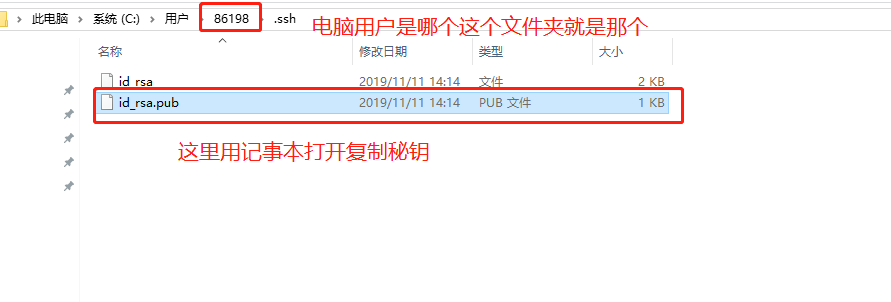 此电脑 > 系统 (C:) > 用户 > 86198 > .ssh
电脑用户是哪个这个文件夹就是那个
名称 修改日期 类型 大小
id_rsa 2019/11/11 14:14 文件 2 KB
id_rsa.pub 2019/11/11 14:14 PUB 文件 1 KB
这里用记事本打开复制秘钥